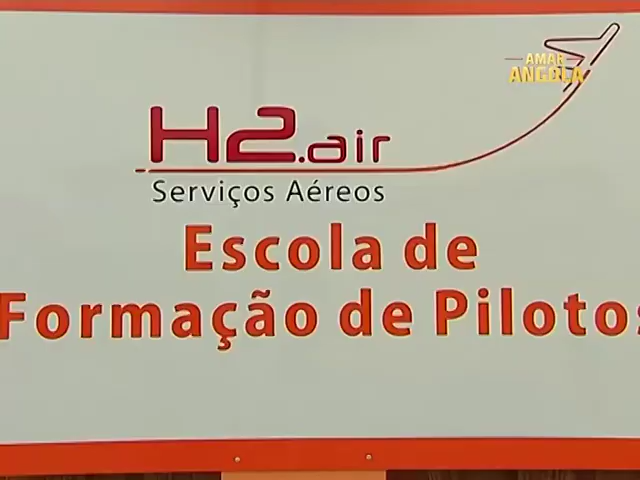 AMAR
ANGOLA
H2.air
Serviços Aéreos
Escola de
Formação de Pilotos